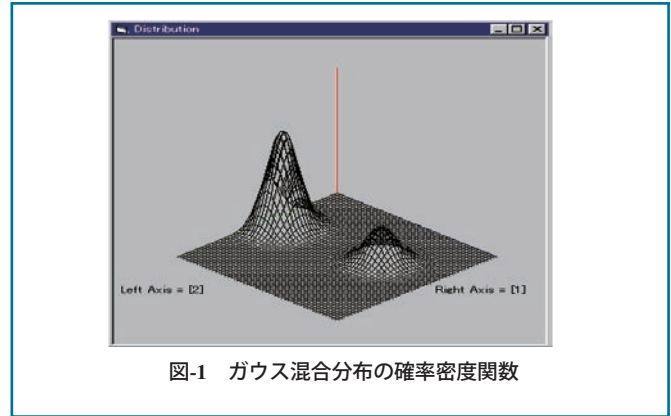 Distribution
Left Axis = [2]
Right Axis = [1]
図-1 ガウス混合分布の確率密度関数